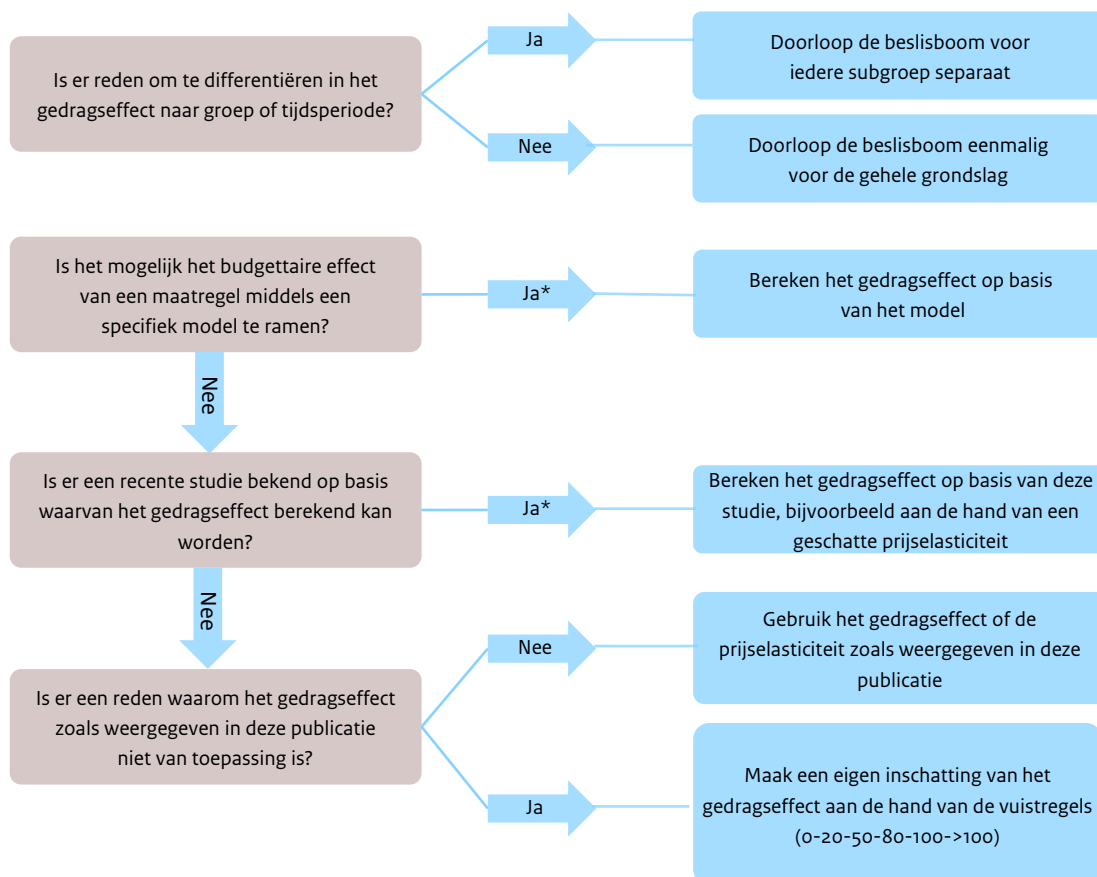 Is er reden om te differentiëren in het
gedragseffect naar groep of tijdsperiode?
Ja
Doorloop de beslisboom voor
iedere subgroep separaat
Nee
Doorloop de beslisboom eenmalig
voor de gehele grondslag
Is het mogelijk het budgettaire effect
van een maatregel middels een
specifiek model te ramen?
Ja*
Bereken het gedragseffect op basis
van het model
Nee
Is er een recente studie bekend op basis
waarvan het gedragseffect berekend kan
worden?
Ja*
Bereken het gedragseffect op basis van deze
studie, bijvoorbeeld aan de hand van een
geschatte prijselasticiteit
Nee
Is er een reden waarom het gedragseffect
zoals weergegeven in deze publicatie
niet van toepassing is?
Nee
Gebruik het gedragseffect of de
prijselasticiteit zoals weergegeven in deze
publicatie
Ja
Maak een eigen inschatting van het
gedragseffect aan de hand van de vuistregels
(0-20-50-80-100->100)